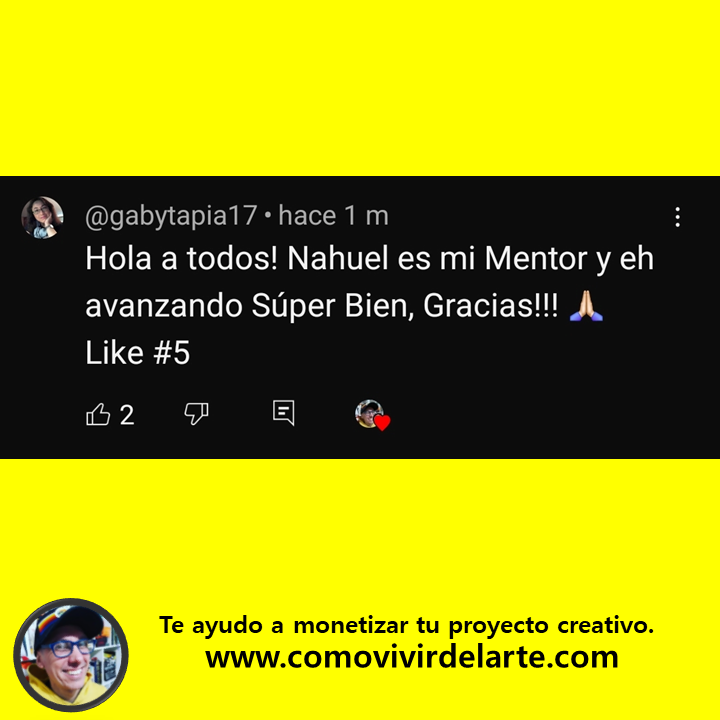 @gabytapia17 • hace 1 m
Hola a todos! Nahuel es mi Mentor y eh
avanzando Súper Bien, Gracias!!! 🙏🏻
Like #5
2
Te ayudo a monetizar tu proyecto creativo.
www.comovivirdelarte.com